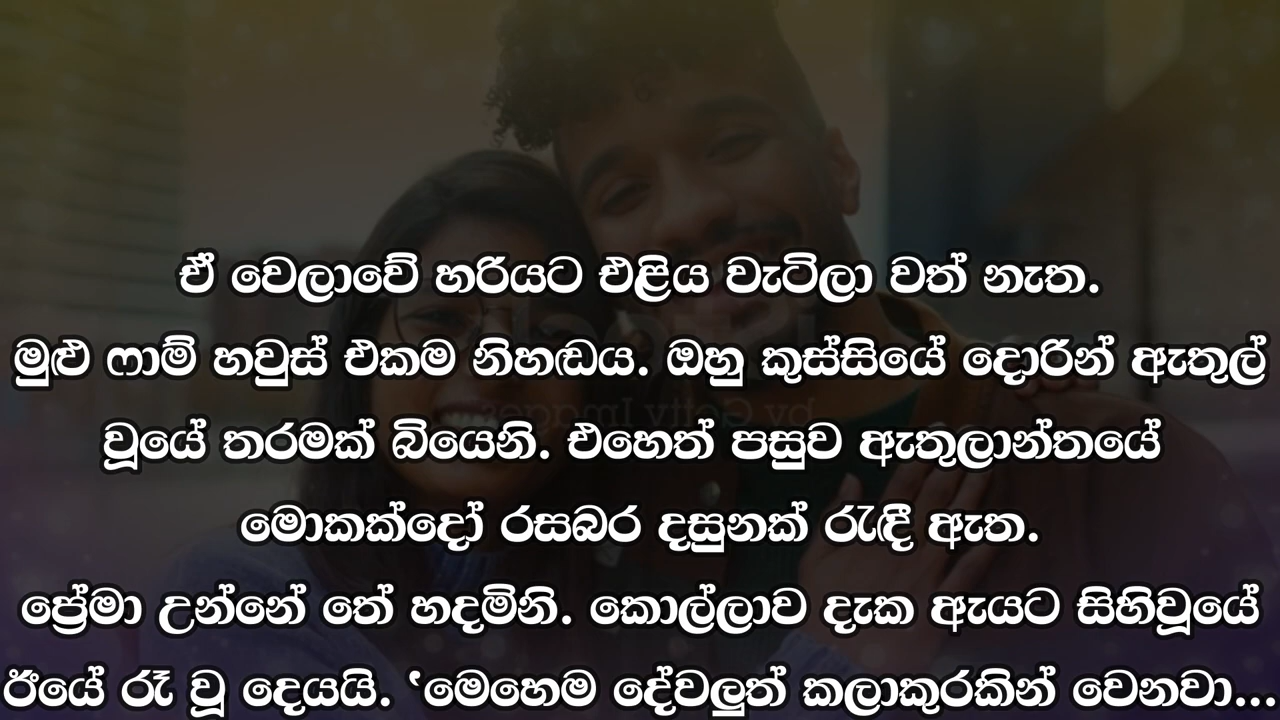 ඒ වෙලාවේ හරියට එළිය වැටිලා වත් නැත.
මුළු ෆාම් හවුස් එකම නිහඬය. ඔහු කුස්සියේ දොරින් ඇතුල්
වූයේ තරමක් බියෙනි. එහෙත් පසුව ඇතුලාන්තයේ
මොකක්දෝ රසබර දසුනක් රැඳී ඇත.
ප්‍රේමා උන්නේ තේ හදමිනි. කොල්ලාව දැක ඇයට සිහිවූයේ
ඊයේ රෑ වූ දෙයයි. ‘මෙහෙම දේවලුත් කලාකුරකින් වෙනවා...